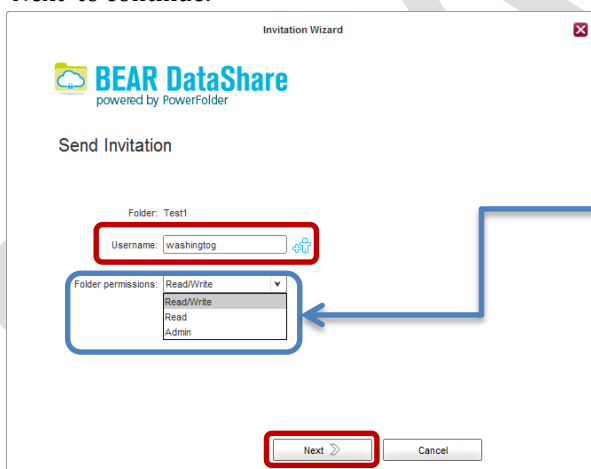 'Next' to continue.
Invitation Wizard
BEAR DataShare
powered by PowerFolder
Send Invitation
Folder: Test1
Username: washingtog
Folder permissions: Read/Write
Read/Write
Read
Admin
Next
Cancel